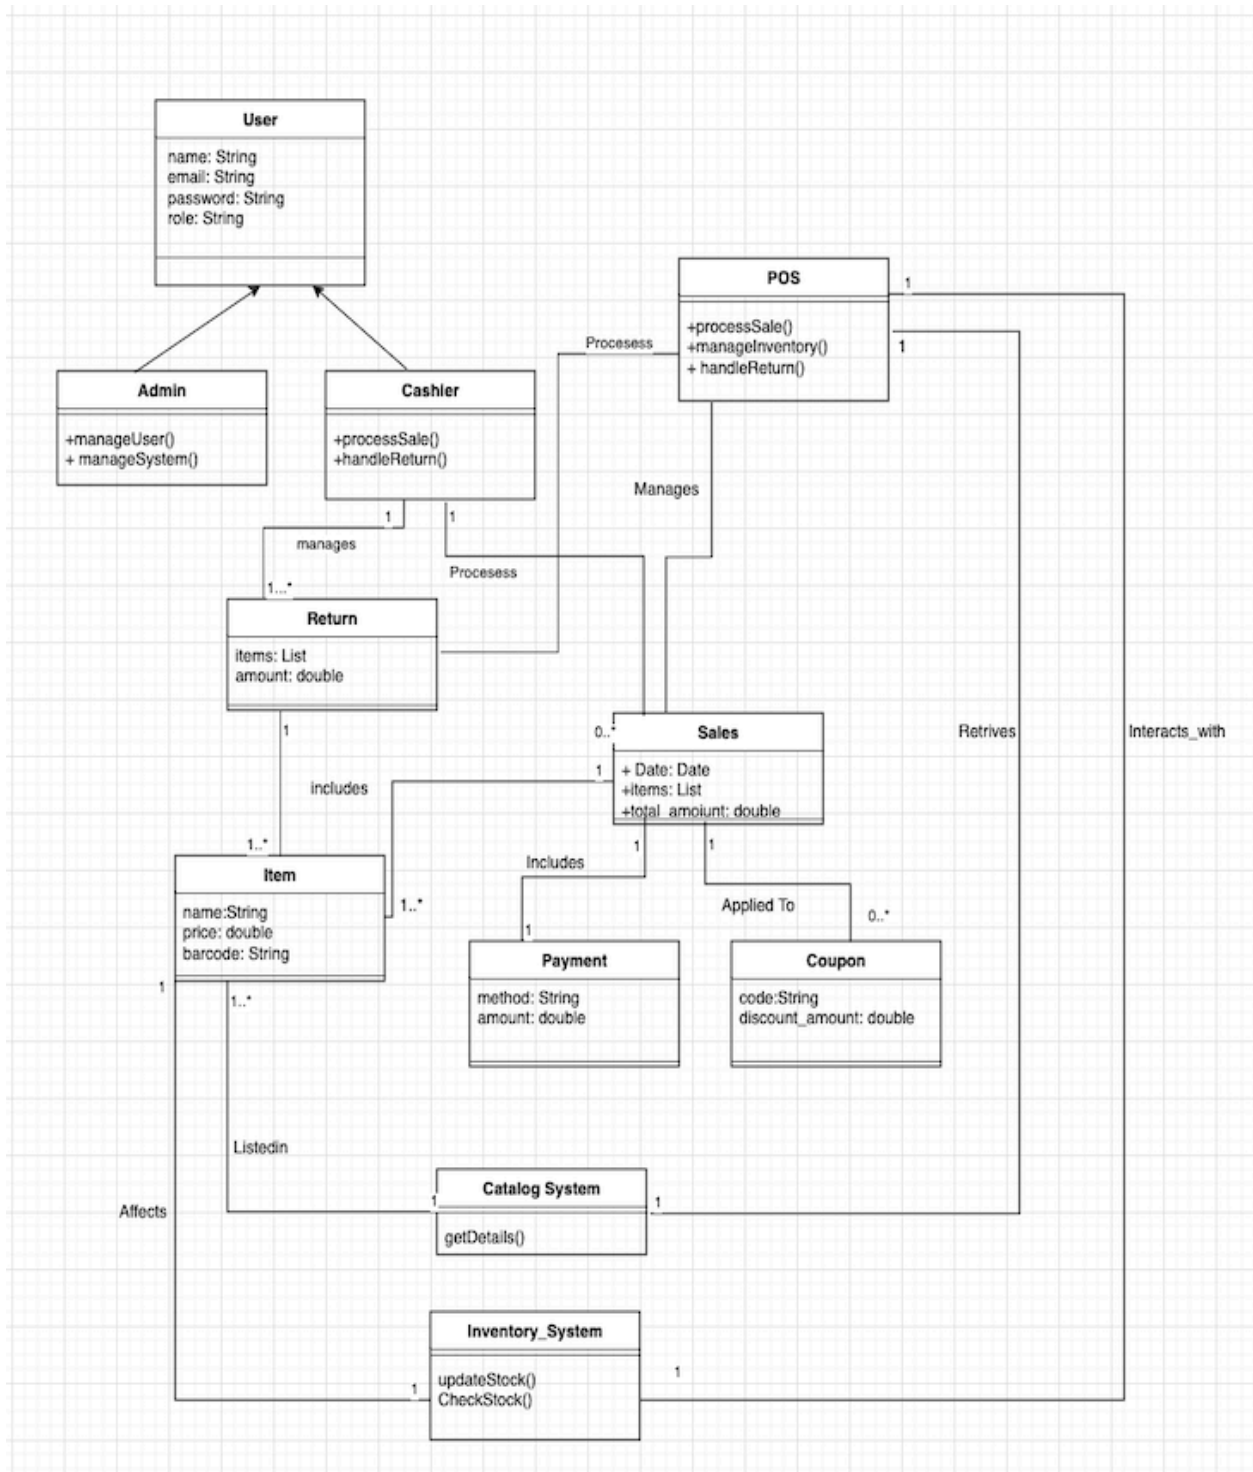 User
name: String
email: String
password: String
role: String
POS
+processSale()
+manageInventory()
+ handleReturn()
1
1
Procesess
Admin
+manageUser()
+ manageSystem()
Cashier
+processSale()
+handleReturn()
Manages
1
1
manages
Procesess
1...*
Return
items: List
amount: double
1
0..*
Sales
+ Date: Date
+items: List
+total_amoiunt: double
Retrives
Interacts_with
1
includes
1
1
1..*
Includes
Item
name:String
price: double
barcode: String
1..*
Applied To
0..*
1
Payment
method: String
amount: double
Coupon
code:String
discount_amount: double
1
1..*
Listedin
Affects
1
Catalog System
getDetails()
1
Inventory_System
updateStock()
CheckStock()
1
1